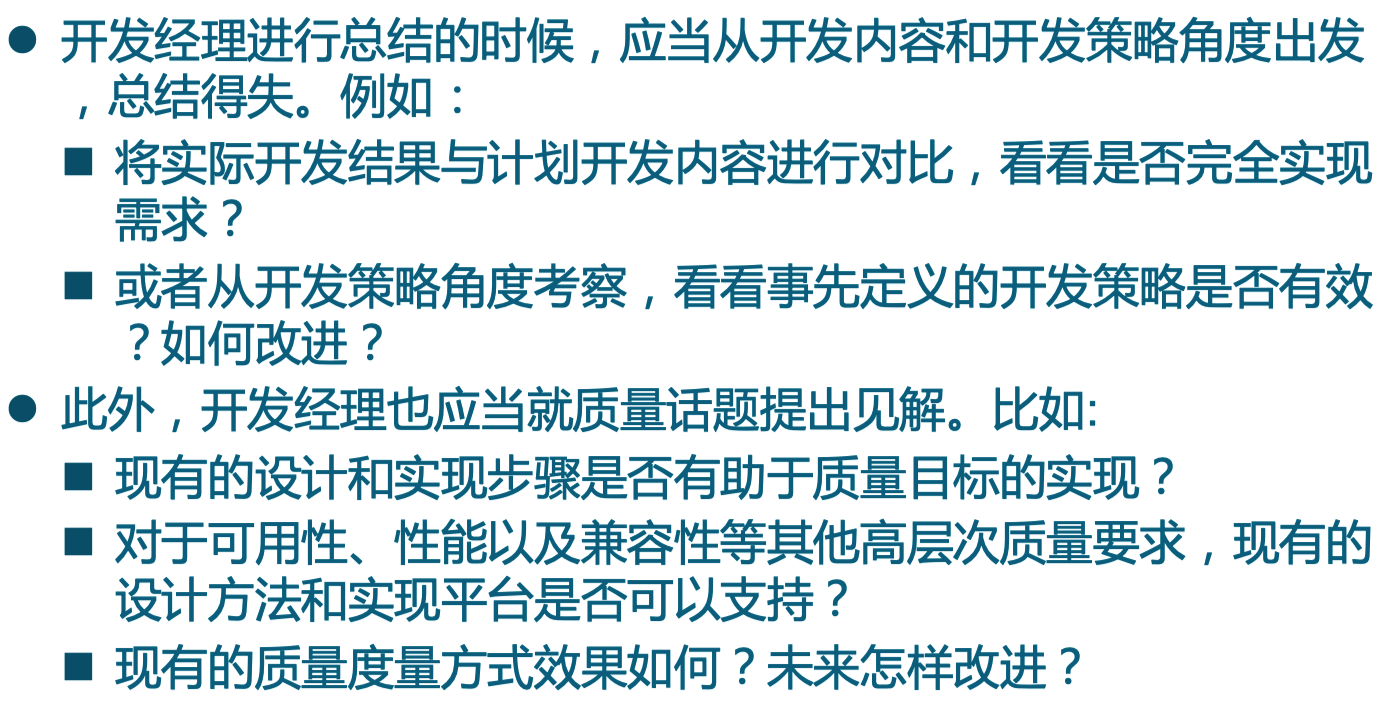 ● 开发经理进行总结的时候，应当从开发内容和开发策略角度出发
，总结得失。例如：
■ 将实际开发结果与计划开发内容进行对比，看看是否完全实现
需求？
■ 或者从开发策略角度考察，看看事先定义的开发策略是否有效
？如何改进？
● 此外，开发经理也应当就质量话题提出见解。比如:
■ 现有的设计和实现步骤是否有助于质量目标的实现？
■ 对于可用性、性能以及兼容性等其他高层次质量要求，现有的
设计方法和实现平台是否可以支持？
■ 现有的质量度量方式效果如何？未来怎样改进？